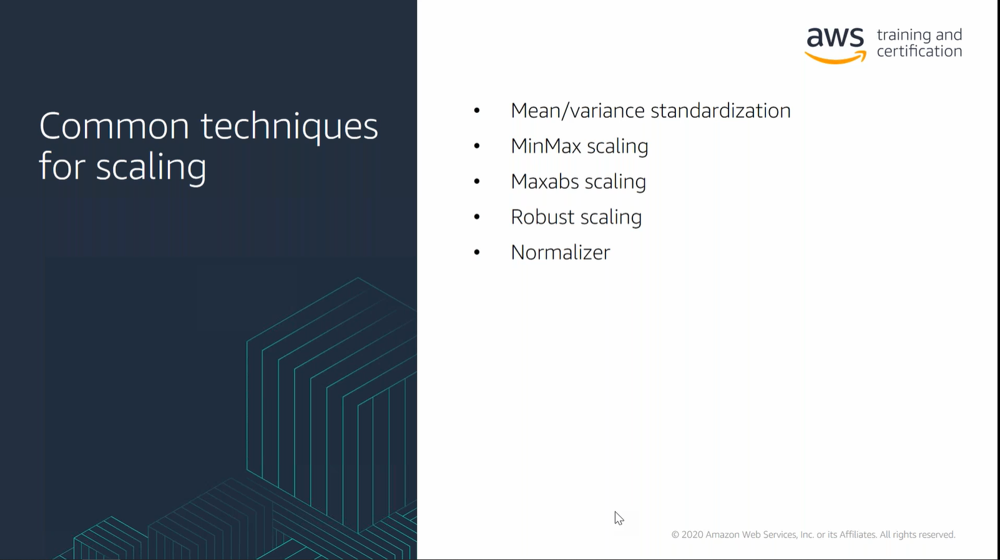 Common techniques
for scaling
aws training and
certification
• Mean/variance standardization
• MinMax scaling
• Maxabs scaling
• Robust scaling
• Normalizer
© 2020 Amazon Web Services, Inc. or its Affiliates. All rights reserved.